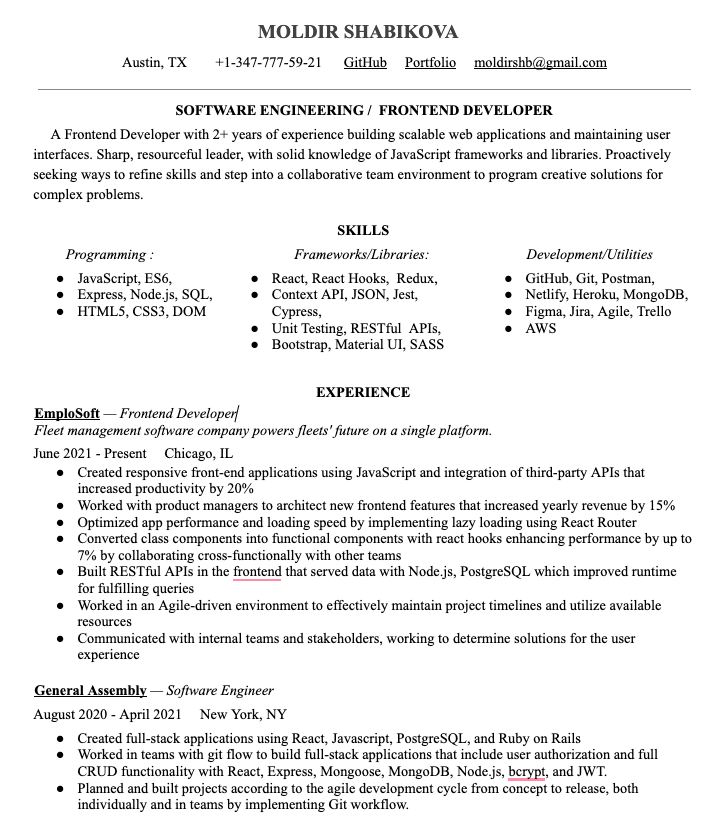 MOLDIR SHABIKOVA
Austin, TX +1-347-777-59-21 GitHub Portfolio moldirshb@gmail.com
SOFTWARE ENGINEERING / FRONTEND DEVELOPER
A Frontend Developer with 2+ years of experience building scalable web applications and maintaining user
interfaces. Sharp, resourceful leader, with solid knowledge of JavaScript frameworks and libraries. Proactively
seeking ways to refine skills and step into a collaborative team environment to program creative solutions for
complex problems.
SKILLS
Programming :
● JavaScript, ES6,
● Express, Node.js, SQL,
● HTML5, CSS3, DOM
Frameworks/Libraries:
● React, React Hooks, Redux,
● Context API, JSON, Jest,
Cypress,
● Unit Testing, RESTful APIs,
● Bootstrap, Material UI, SASS
Development/Utilities
● GitHub, Git, Postman,
● Netlify, Heroku, MongoDB,
● Figma, Jira, Agile, Trello
● AWS
EXPERIENCE
EmploSoft — Frontend Developer
Fleet management software company powers fleets' future on a single platform.
June 2021 - Present Chicago, IL
● Created responsive front-end applications using JavaScript and integration of third-party APIs that
increased productivity by 20%
● Worked with product managers to architect new frontend features that increased yearly revenue by 15%
● Optimized app performance and loading speed by implementing lazy loading using React Router
● Converted class components into functional components with react hooks enhancing performance by up to
7% by collaborating cross-functionally with other teams
● Built RESTful APIs in the frontend that served data with Node.js, PostgreSQL which improved runtime
for fulfilling queries
● Worked in an Agile-driven environment to effectively maintain project timelines and utilize available
resources
● Communicated with internal teams and stakeholders, working to determine solutions for the user
experience
General Assembly — Software Engineer
August 2020 - April 2021 New York, NY
● Created full-stack applications using React, Javascript, PostgreSQL, and Ruby on Rails
● Worked in teams with git flow to build full-stack applications that include user authorization and full
CRUD functionality with React, Express, Mongoose, MongoDB, Node.js, bcrypt, and JWT.
● Planned and built projects according to the agile development cycle from concept to release, both
individually and in teams by implementing Git workflow.